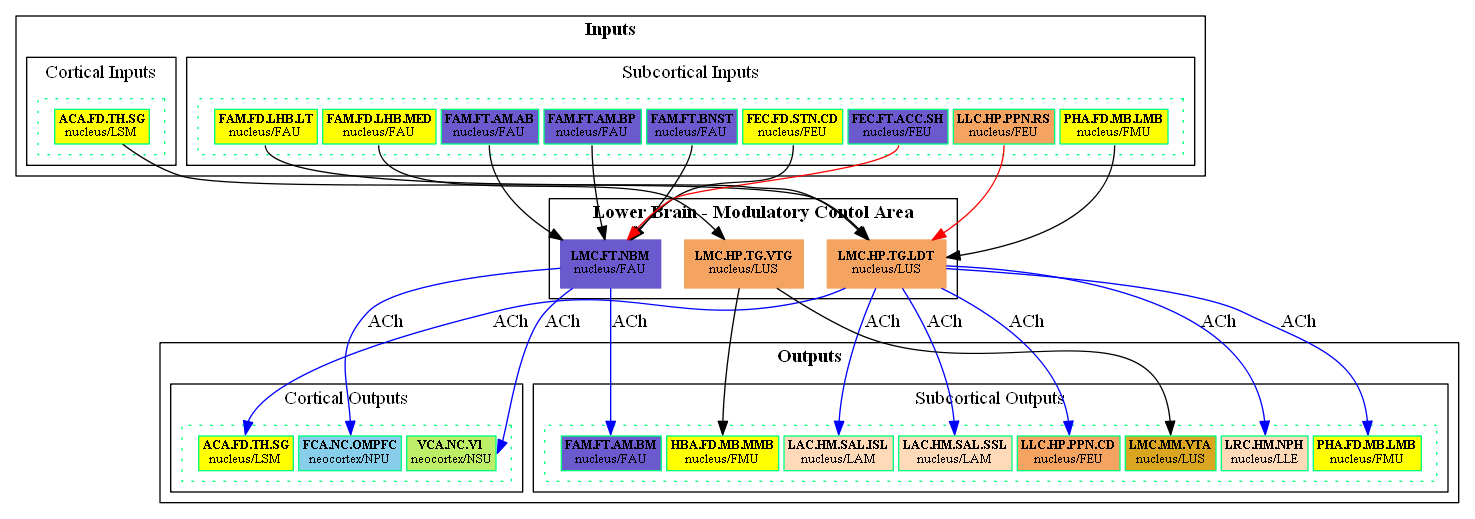 Inputs
Cortical Inputs
Subcortical Inputs
ACA.FD.TH.SG
nucleus/LSM
FAM.FD.LHB.LT
nucleus/FAU
FAM.FD.LHB.MED
nucleus/FAU
FAM.FT.AM.AB
nucleus/FAU
FAM.FT.AM.BP
nucleus/FAU
FAM.FT.BNST
nucleus/FAU
FEC.FD.STN.CD
nucleus/FEU
FEC.FT.ACC.SH
nucleus/FEU
LLC.HP.PPN.RS
nucleus/FEU
PHA.FD.MB.LMB
nucleus/FMU
Lower Brain - Modulatory Contol Area
LMC.FT.NBM
nucleus/FAU
LMC.HP.TG.VTG
nucleus/LUS
LMC.HP.TG.LDT
nucleus/LUS
ACh
ACh
ACh
ACh
ACh
ACh
ACh
ACh
ACh
Outputs
Cortical Outputs
Subcortical Outputs
ACA.FD.TH.SG
nucleus/LSM
FCA.NC.OMPFC
neocortex/NPU
VCA.NC.V1
neocortex/NSU
FAM.FT.AM.BM
nucleus/FAU
HBA.FD.MB.MMB
nucleus/FMU
LAC.HM.SAL.ISL
nucleus/LAM
LAC.HM.SAL.SSL
nucleus/LAM
LLC.HP.PPN.CD
nucleus/FEU
LMC.MM.VTA
nucleus/LUS
LRC.HM.NPH
nucleus/LLE
PHA.FD.MB.LMB
nucleus/FMU